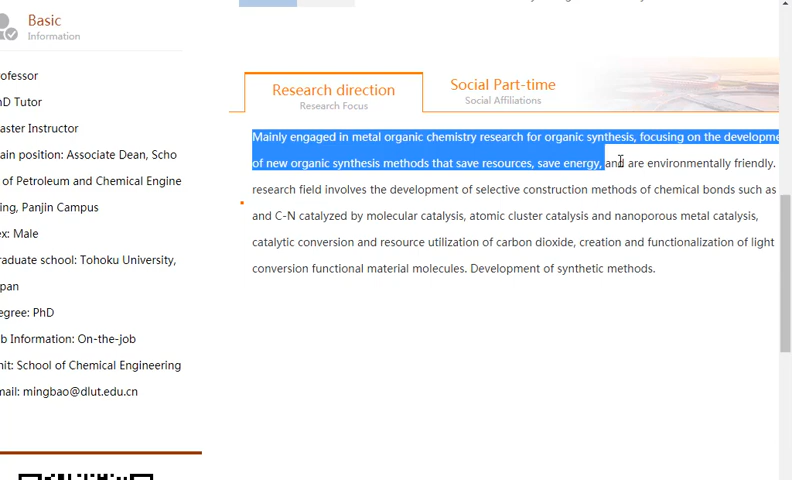 Basic
Information
ofessor
nD Tutor
aster Instructor
ain position: Associate Dean, Scho
of Petroleum and Chemical Engine
ing, Panjin Campus
ex: Male
raduate school: Tohoku University,
pan
egree: PhD
b Information: On-the-job
nit: School of Chemical Engineering
mail: mingbao@dlut.edu.cn
Research direction
Research Focus
Social Part-time
Social Affiliations
Mainly engaged in metal organic chemistry research for organic synthesis, focusing on the developme
of new organic synthesis methods that save resources, save energy, and are environmentally friendly.
research field involves the development of selective construction methods of chemical bonds such as
and C-N catalyzed by molecular catalysis, atomic cluster catalysis and nanoporous metal catalysis,
catalytic conversion and resource utilization of carbon dioxide, creation and functionalization of light
conversion functional material molecules. Development of synthetic methods.